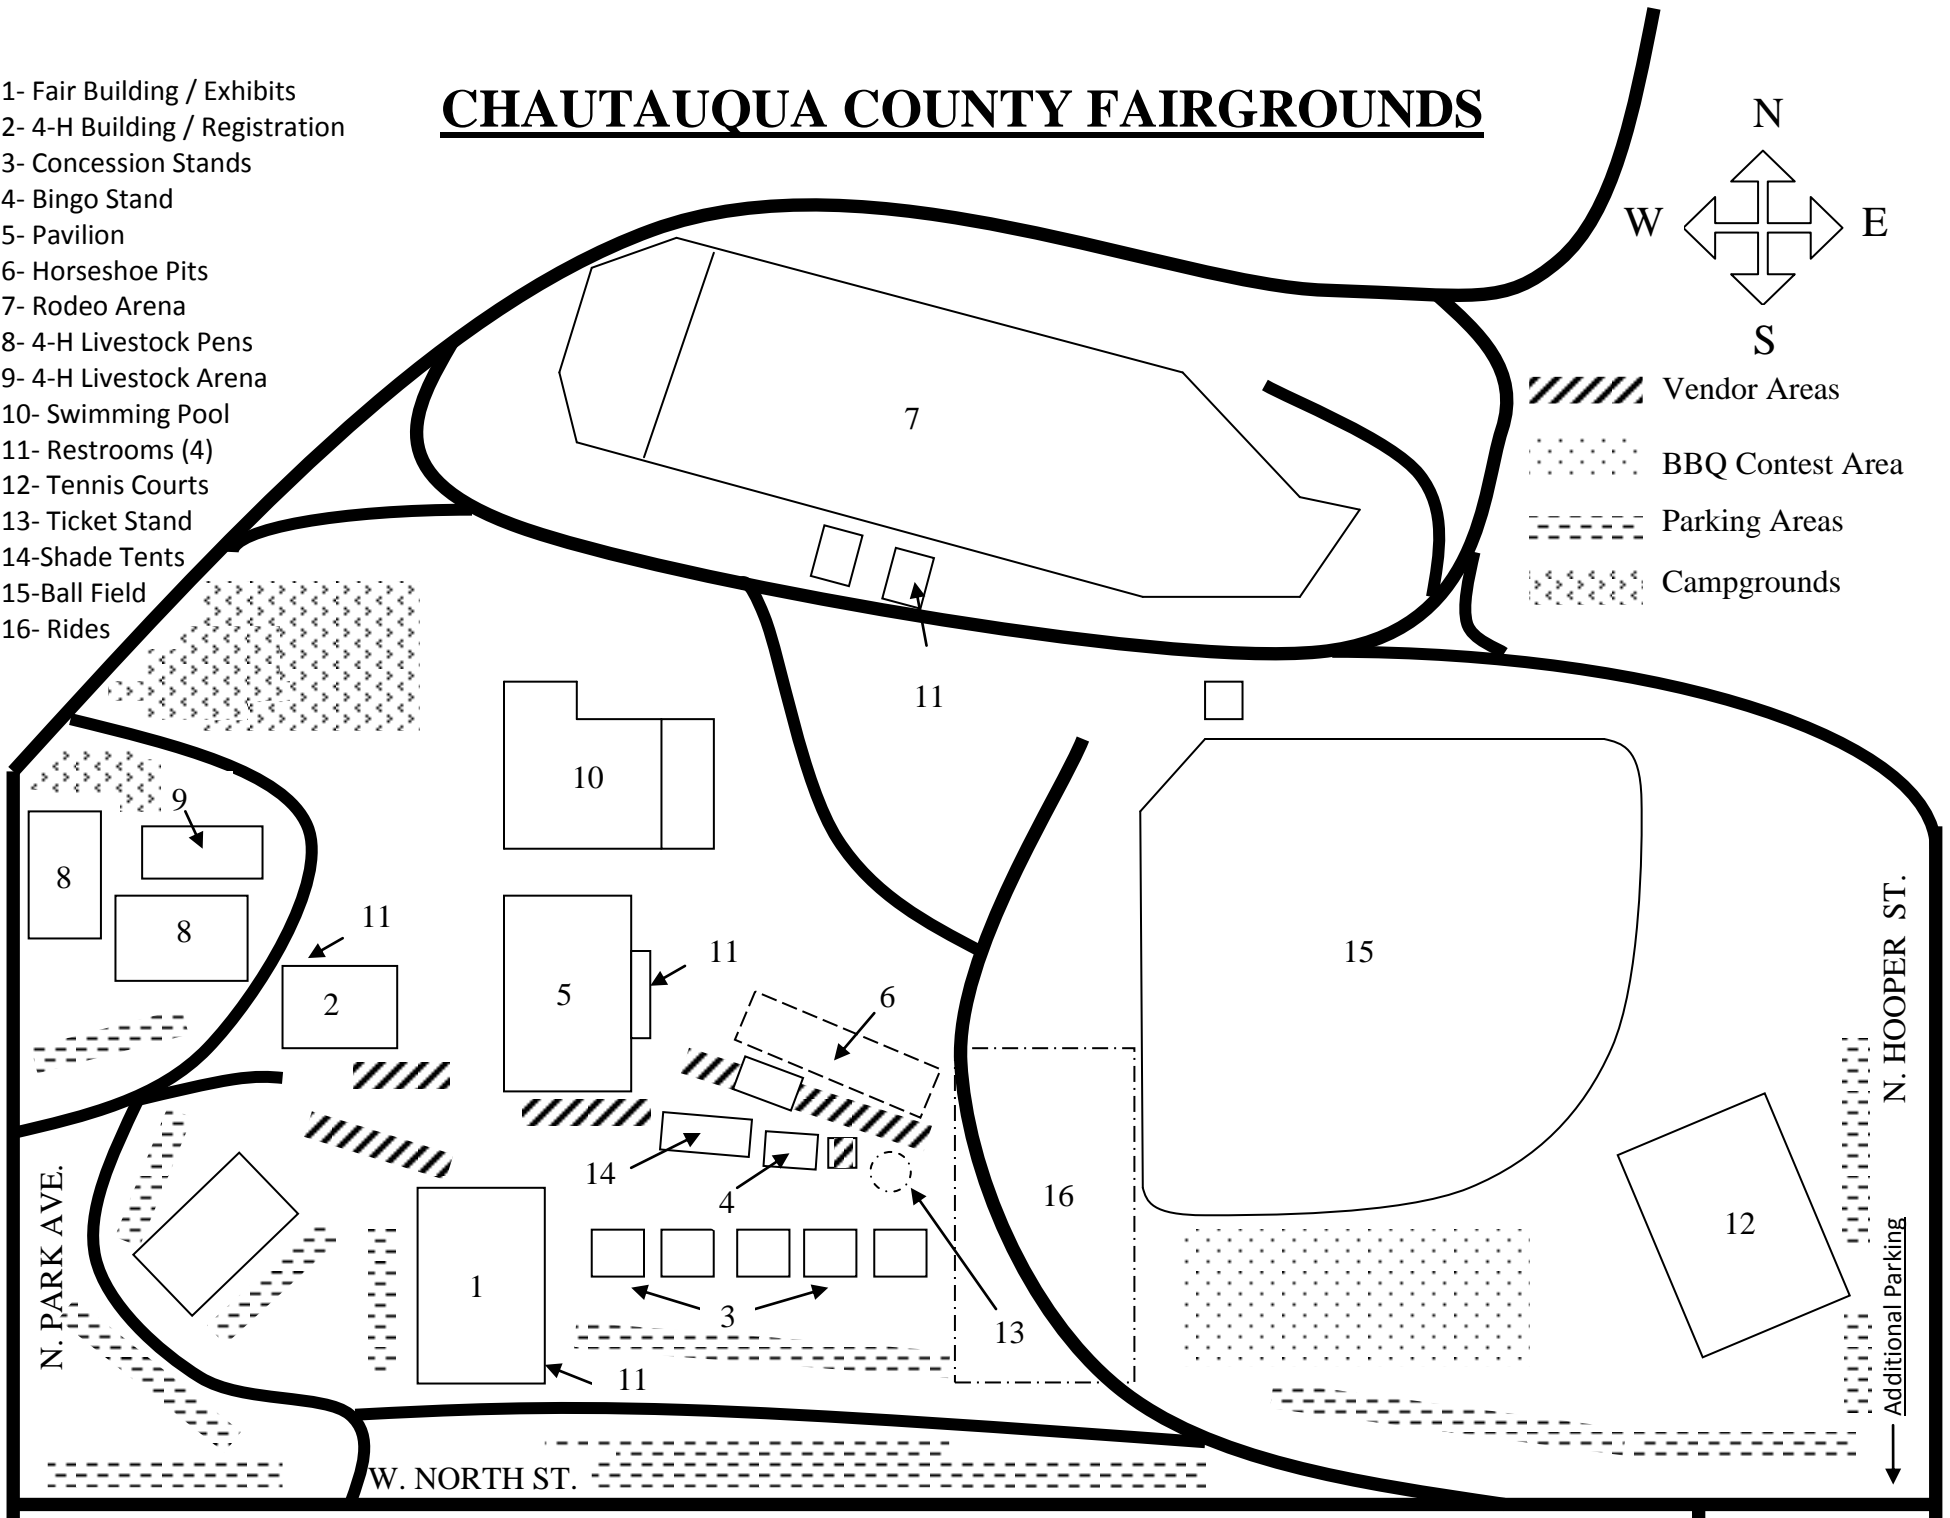 CHAUTAUQUA COUNTY FAIRGROUNDS
1- Fair Building / Exhibits
2- 4-H Building / Registration
3- Concession Stands
4- Bingo Stand
5- Pavilion
6- Horseshoe Pits
7- Rodeo Arena
8- 4-H Livestock Pens
9- 4-H Livestock Arena
10- Swimming Pool
11- Restrooms (4)
12- Tennis Courts
13- Ticket Stand
14-Shade Tents
15-Ball Field
16- Rides
N
W
E
S
Vendor Areas
BBQ Contest Area
Parking Areas
Campgrounds
7
11
10
9
8
8
11
2
5
11
6
15
14
4
16
12
1
3
13
11
N. PARK AVE.
W. NORTH ST.
N. HOOPER ST.
Additional Parking